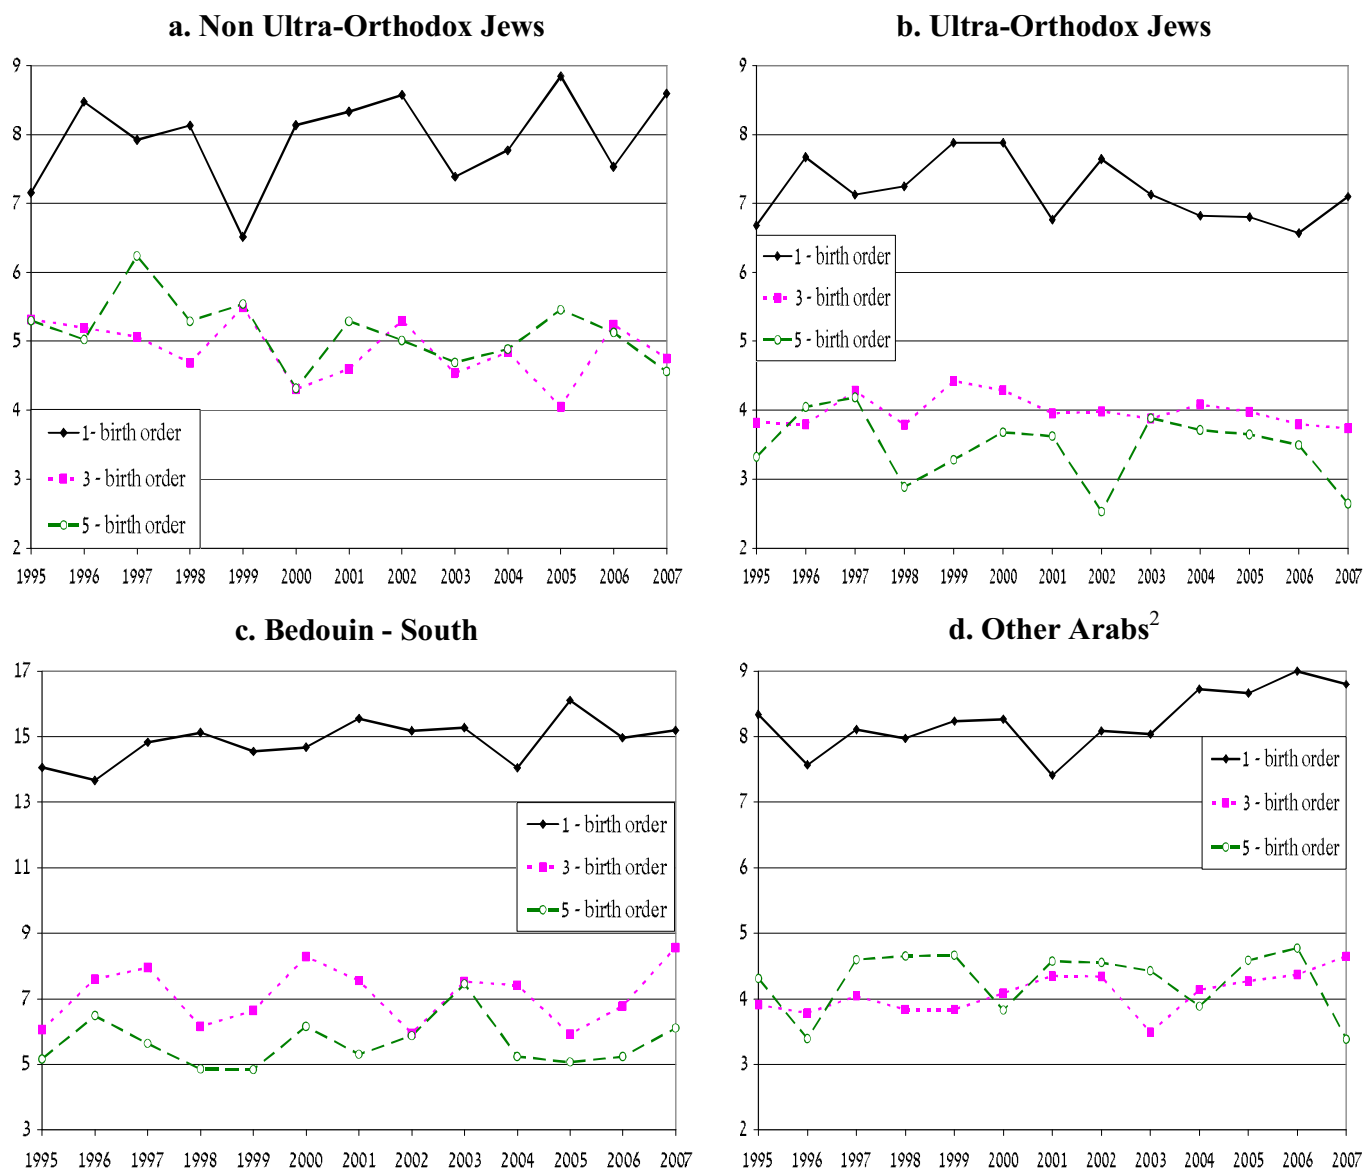 a. Non Ultra-Orthodox Jews
9
8
7
6
5
4
3
2
1- birth order
3 - birth order
5 - birth order
1995 1996 1997 1998 1999 2000 2001 2002 2003 2004 2005 2006 2007
b. Ultra-Orthodox Jews
9
8
7
6
5
4
3
2
1 - birth order
3 - birth order
5 - birth order
1995 1996 1997 1998 1999 2000 2001 2002 2003 2004 2005 2006 2007
c. Bedouin - South
17
15
13
11
9
7
5
3
1 - birth order
3 - birth order
5 - birth order
1995 1996 1997 1998 1999 2000 2001 2002 2003 2004 2005 2006 2007
d. Other Arabs²
9
8
7
6
5
4
3
2
1 - birth order
3 - birth order
5 - birth order
1995 1996 1997 1998 1999 2000 2001 2002 2003 2004 2005 2006 2007